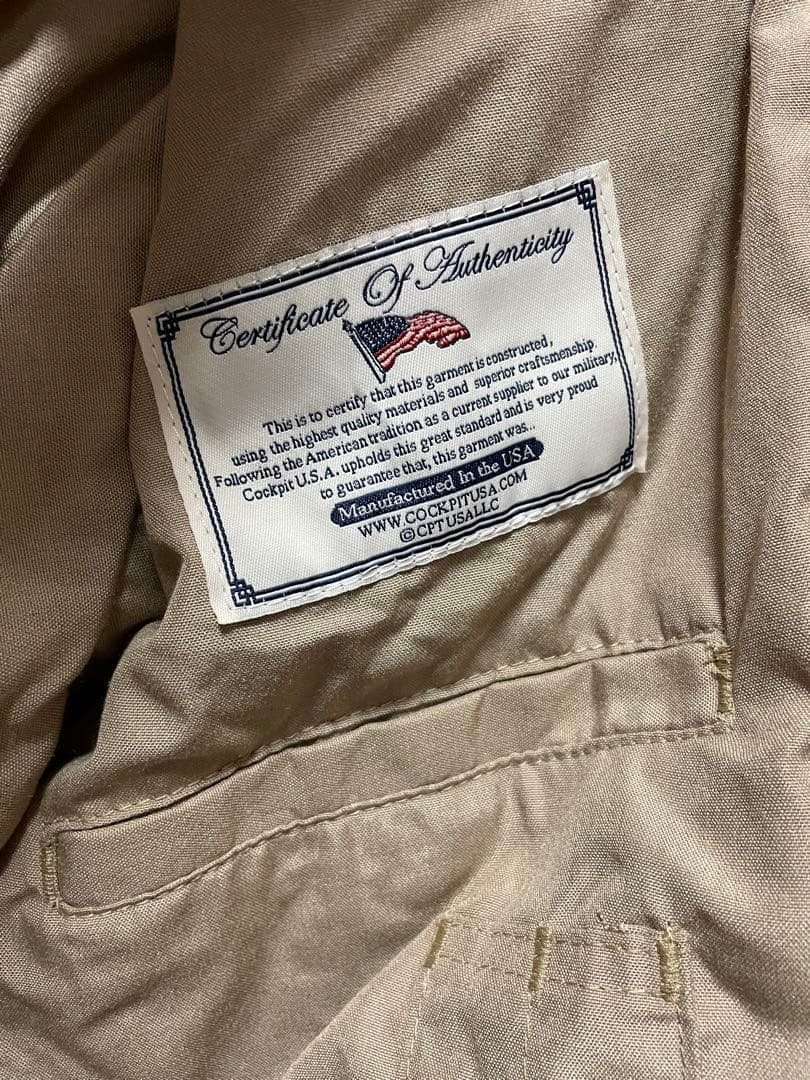 Certificate Of Authenticity
This is to certify that this garment is constructed,
using the highest quality materials and superior craftsmenship.
Following the American tradition as a current supplier to our military,
Cockpit U.S.A. upholds this great standard and is very proud
to guarantee that, this garment was...
Manufactured In the USA
WWW.COCKPITUSA.COM
©CPTUSALLC